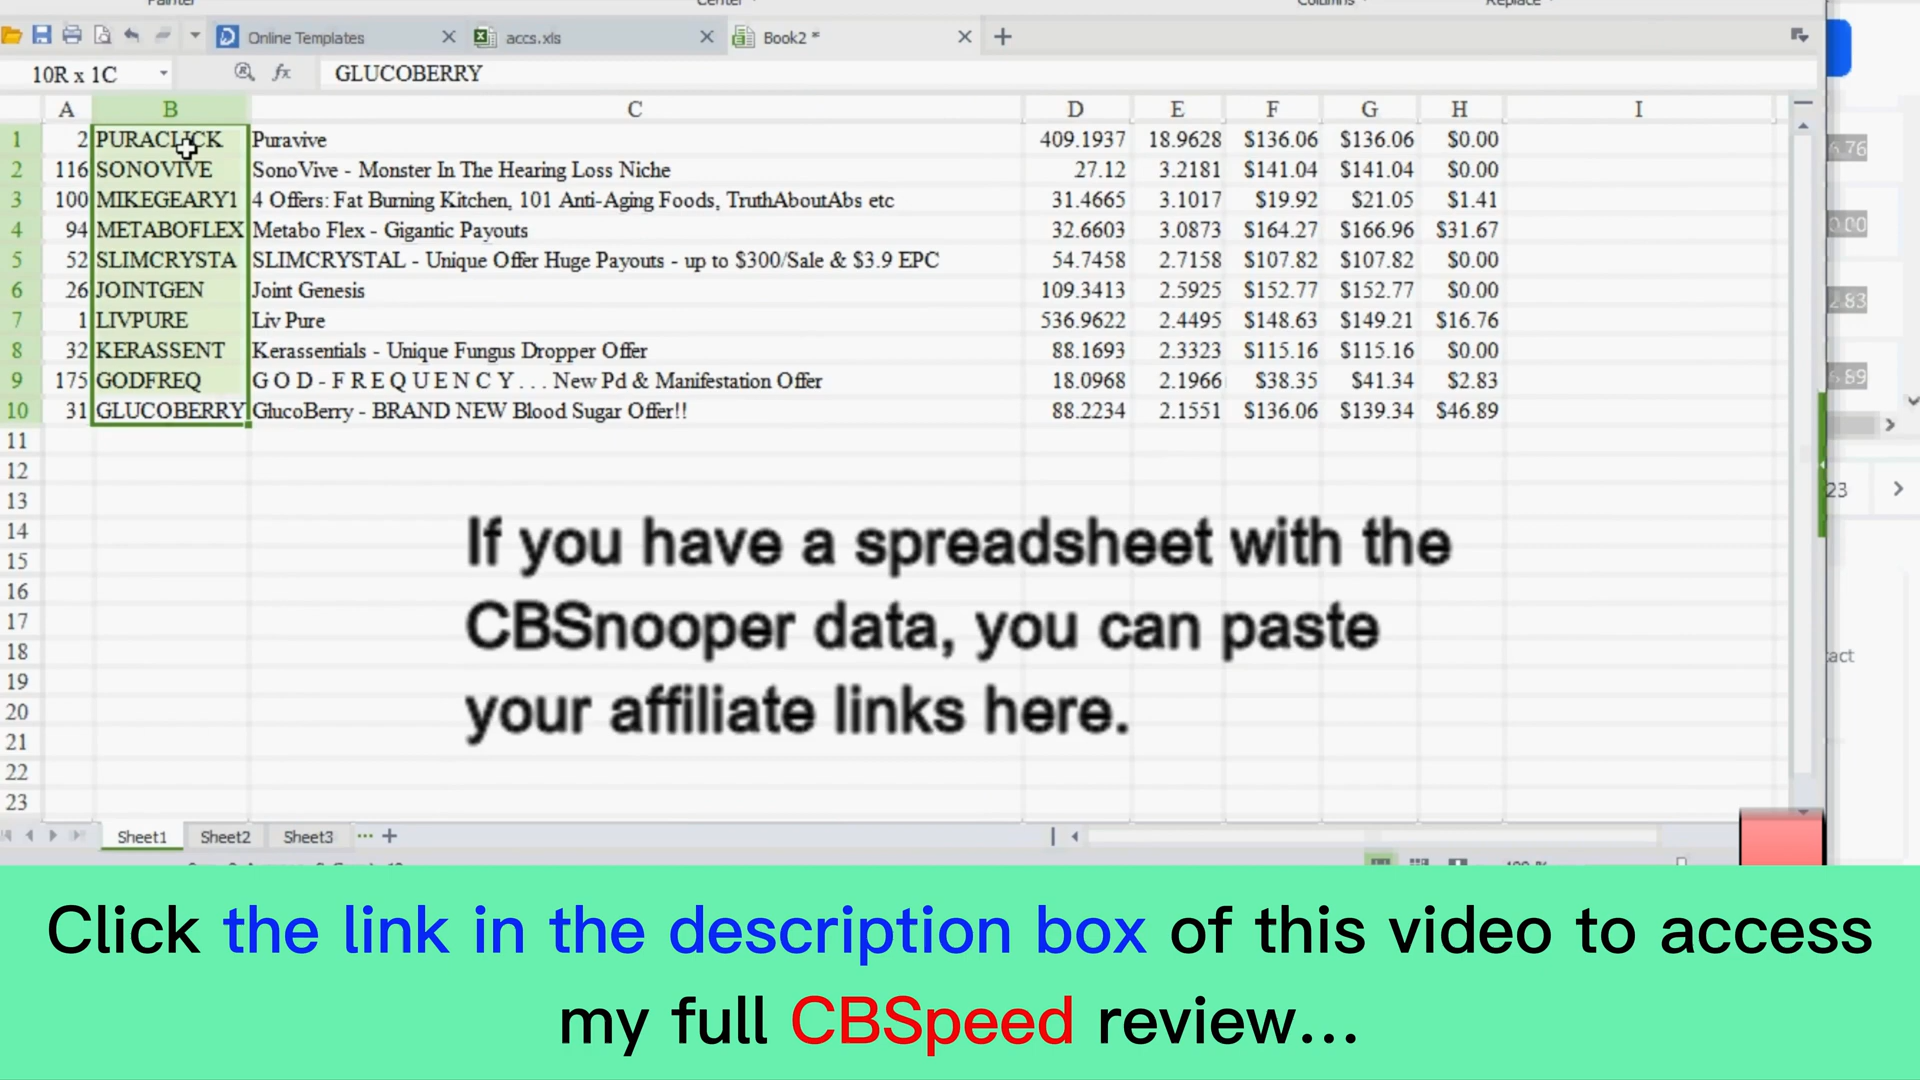 Center
Columns
Replace
Online Templates accs.xls Book2 *
10R x 1C fx GLUCOBERRY
A B C D E F G H I
1 2 PURACLICK Puravive 409.1937 18.9628 $136.06 $136.06 $0.00
2 116 SONOVIVE SonoVive - Monster In The Hearing Loss Niche 27.12 3.2181 $141.04 $141.04 $0.00
3 100 MIKEGEARY1 4 Offers: Fat Burning Kitchen, 101 Anti-Aging Foods, TruthAboutAbs etc 31.4665 3.1017 $19.92 $21.05 $1.41
4 94 METABOFLEX Metabo Flex - Gigantic Payouts 32.6603 3.0873 $164.27 $166.96 $31.67
5 52 SLIMCRYSTA SLIMCRYSTAL - Unique Offer Huge Payouts - up to $300/Sale & $3.9 EPC 54.7458 2.7158 $107.82 $107.82 $0.00
6 26 JOINTGEN Joint Genesis 109.3413 2.5925 $152.77 $152.77 $0.00
7 1 LIVPURE Liv Pure 536.9622 2.4495 $148.63 $149.21 $16.76
8 32 KERASSENT Kerassentials - Unique Fungus Dropper Offer 88.1693 2.3323 $115.16 $115.16 $0.00
9 175 GODFREQ G O D - F R E Q U E N C Y . . . New Pd & Manifestation Offer 18.0968 2.1966 $38.35 $41.34 $2.83
10 31 GLUCOBERRY GlucoBerry - BRAND NEW Blood Sugar Offer!! 88.2234 2.1551 $136.06 $139.34 $46.89
11
12
13
14
15
16
17
18
19
20
21
22
23
If you have a spreadsheet with the
CBSnooper data, you can paste
your affiliate links here.
23
Sheet1 Sheet2 Sheet3 ... +
Click the link in the description box of this video to access
my full CBSpeed review...